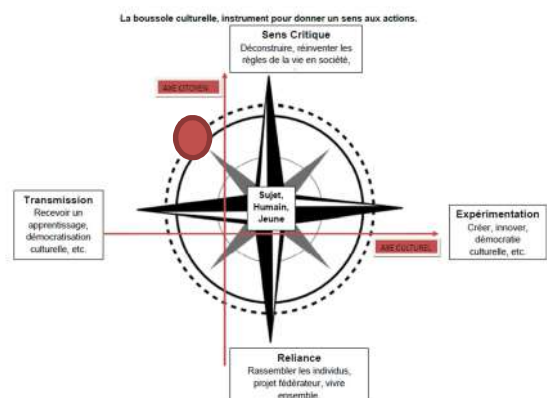 La boussole culturelle, instrument pour donner un sens aux actions.
Sens Critique
Déconstruire, réinventer les
règles de la vie en société,
AXE CITOYEN
Transmission
Recevoir un
apprentissage,
démocratisation
culturelle, etc.
Sujet,
Humain,
Jeune
Expérimentation
Créer, innover,
démocratie
culturelle, etc.
AXE CULTUREL
Reliance
Rassembler les individus,
projet fédérateur, vivre
ensemble